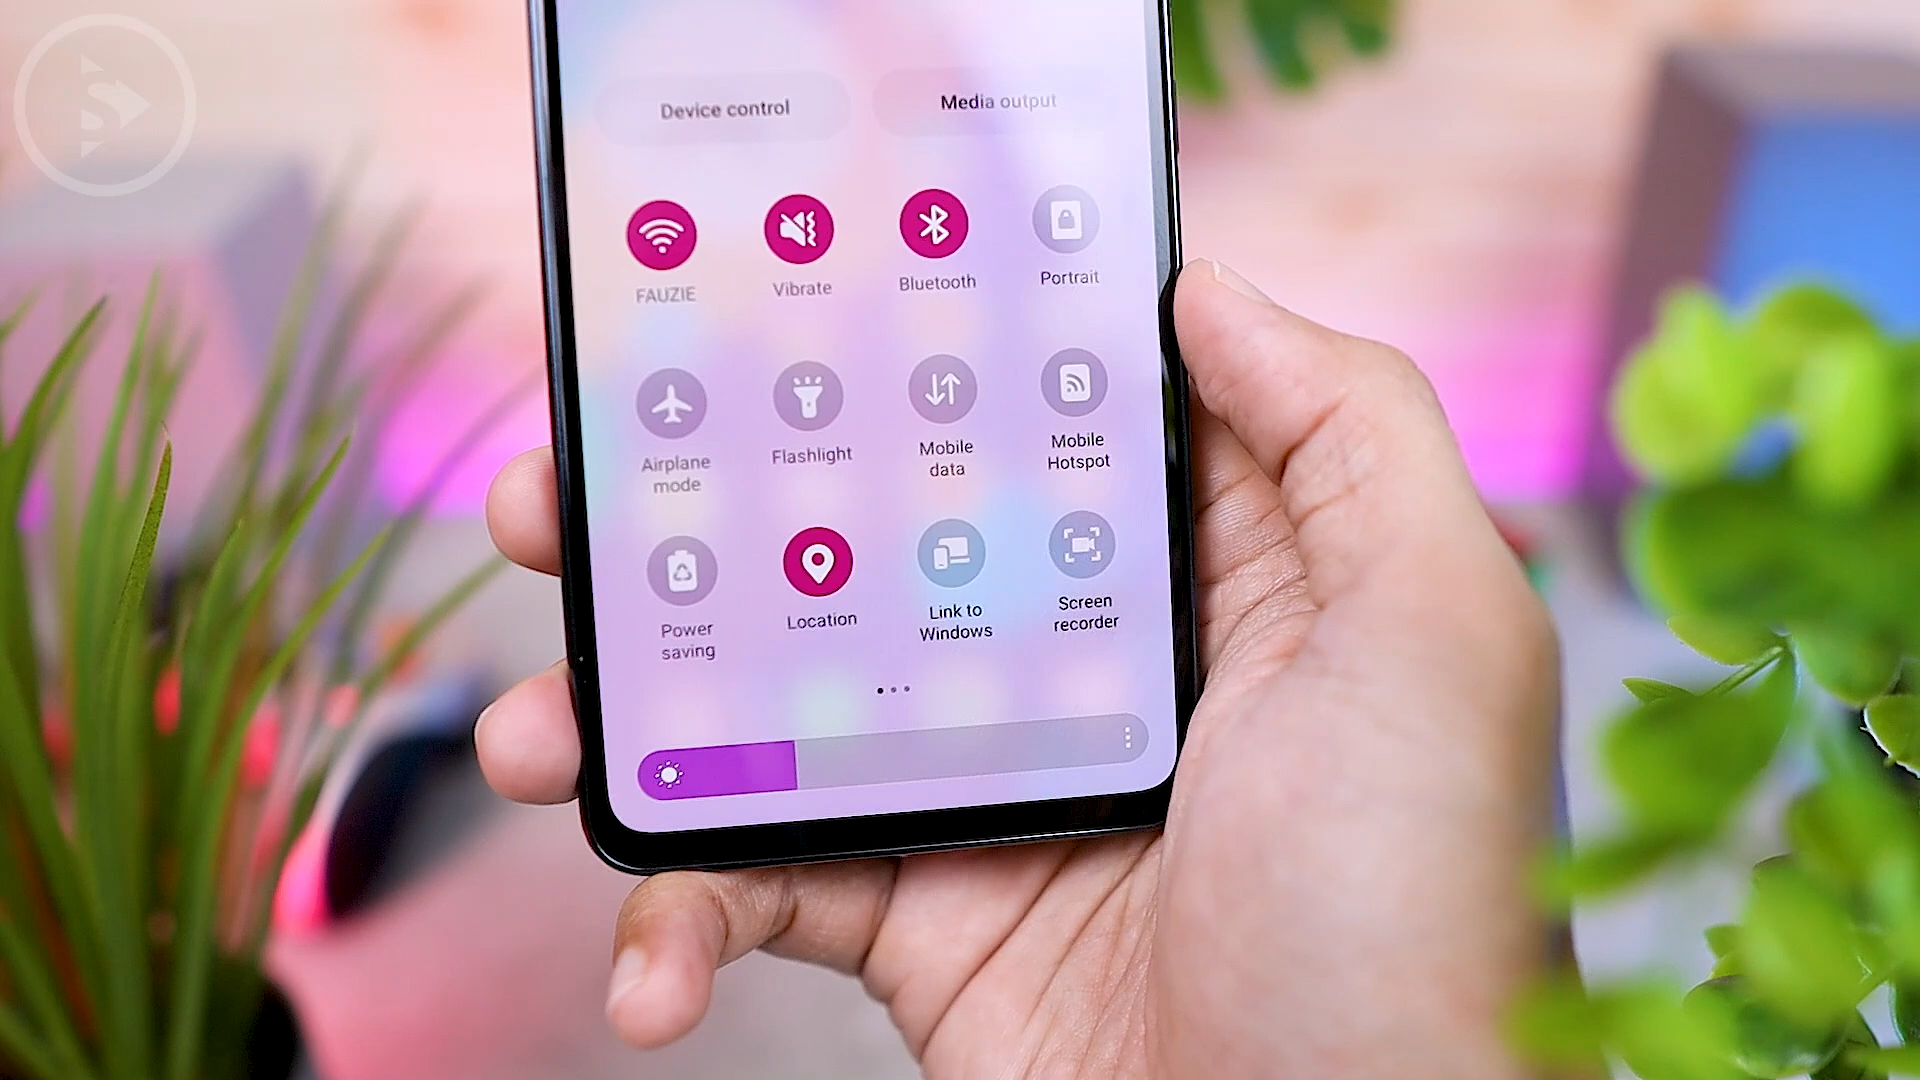 Device control
Media output
FAUZIE
Vibrate
Bluetooth
Portrait
Airplane
mode
Flashlight
Mobile
data
Mobile
Hotspot
Power
saving
Location
Link to
Windows
Screen
recorder